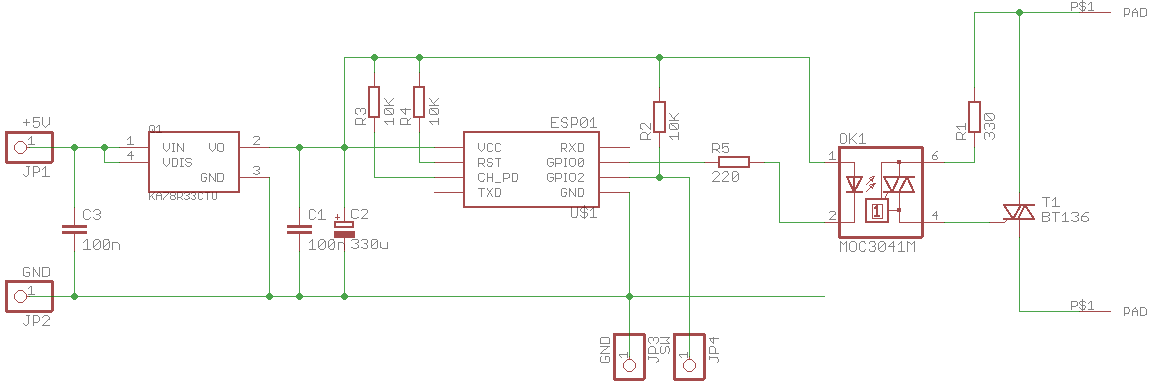 P$1
PAD
+5V
1
JP1
Q1
1
VIN
VO
2
4
VDIS
GND
3
KA78R33CTU
C3
100n
GND
1
JP2
C1
100n
C2
+
330u
R3
10K
R4
10K
ESP01
VCC
RXD
RST
GPIO0
CH_PD
GPIO2
TXD
GND
U$1
R2
10K
R5
220
OK1
1
6
2
4
1
MOC3041M
R1
330
T1
BT136
P$1
PAD
GND
1
JP3
SW
1
JP4